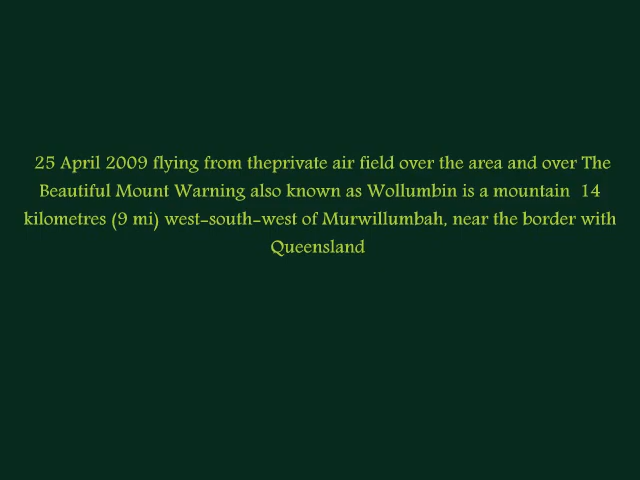 25 April 2009 flying from theprivate air field over the area and over The
Beautiful Mount Warning also known as Wollumbin is a mountain  14
kilometres (9 mi) west-south-west of Murwillumbah, near the border with
Queensland